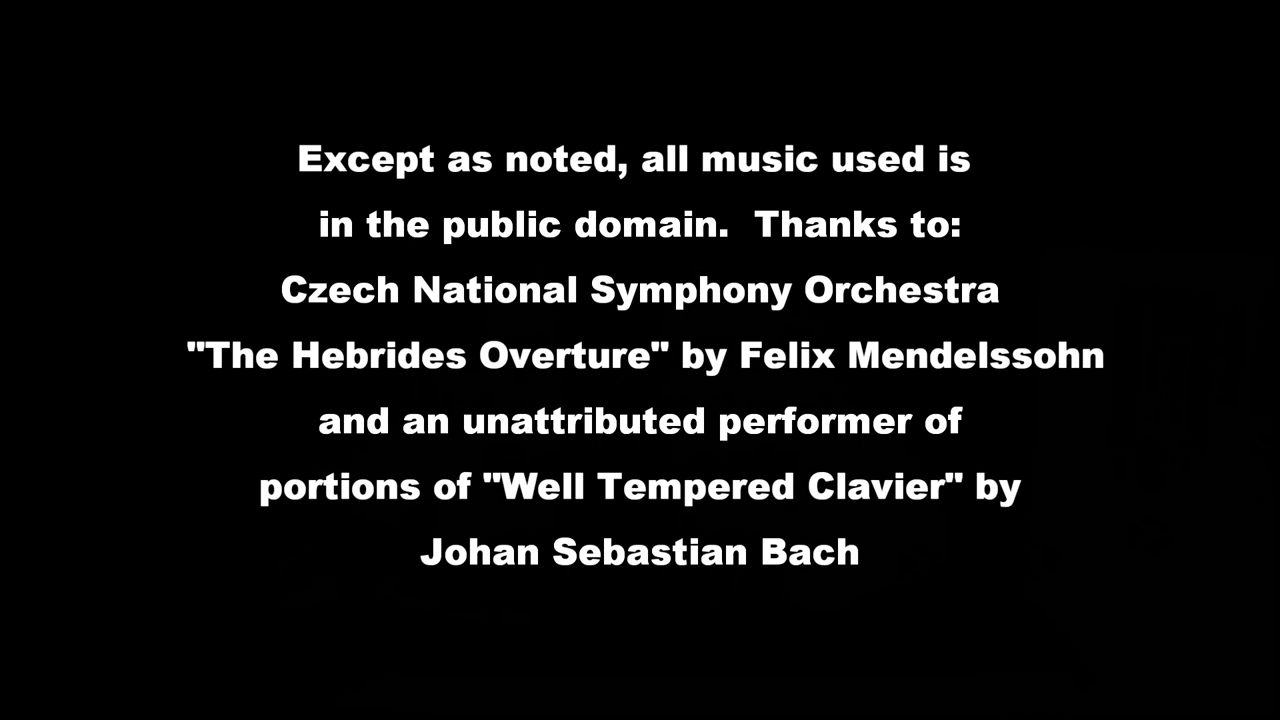 Except as noted, all music used is
in the public domain.  Thanks to:
Czech National Symphony Orchestra
"The Hebrides Overture" by Felix Mendelssohn
and an unattributed performer of
portions of "Well Tempered Clavier" by
Johan Sebastian Bach